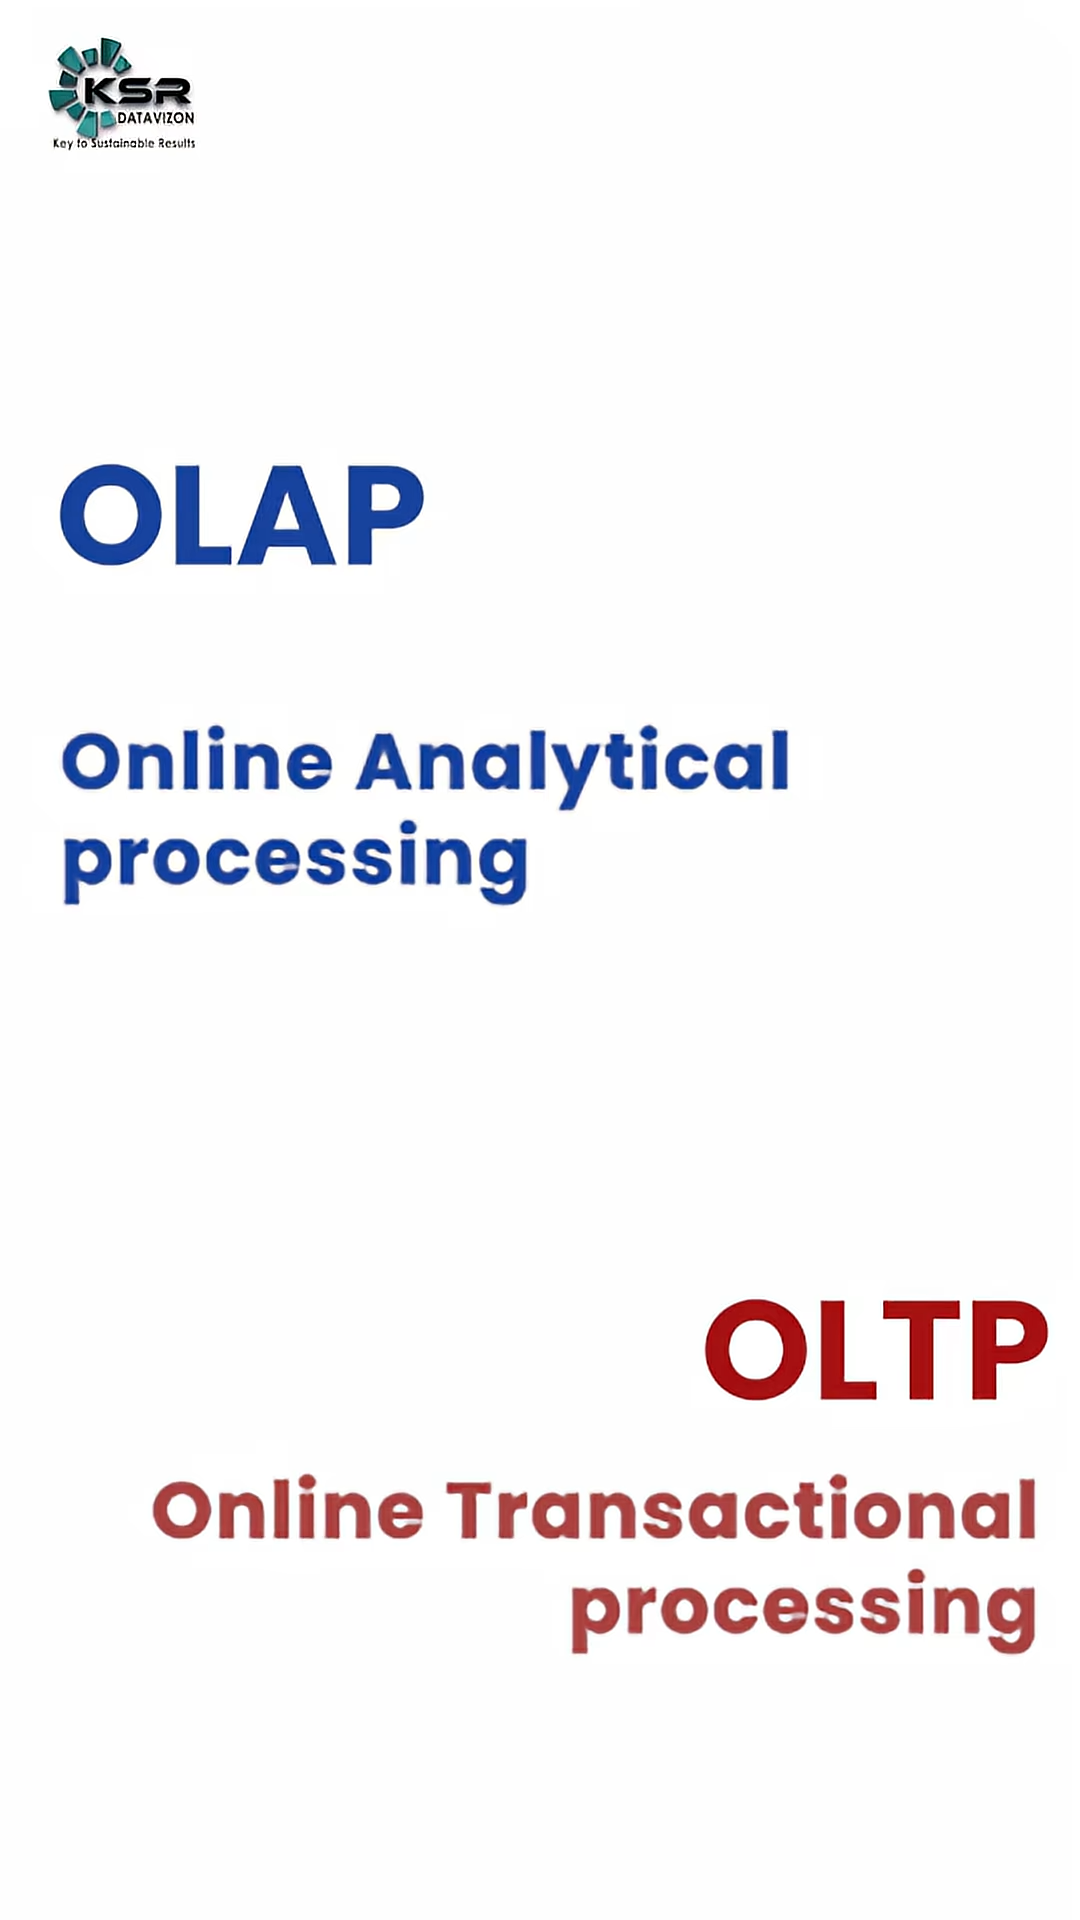 KSR
DATAVIZON
Key to Sustainable Results
OLAP
Online Analytical
processing
OLTP
Online Transactional
processing